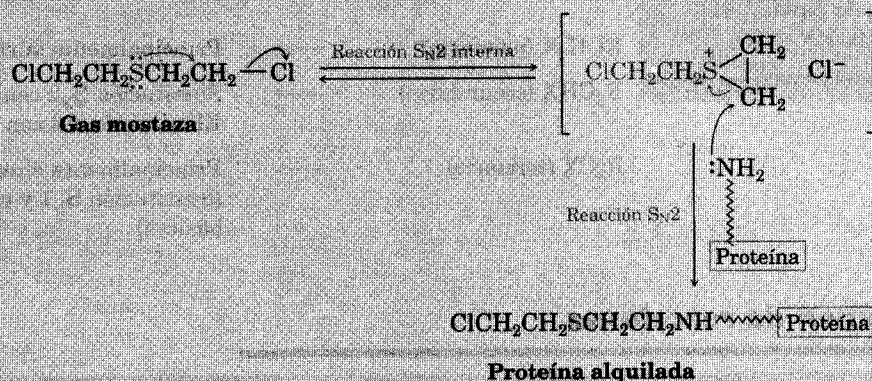 Reacción SN2 interna
ClCH₂CH₂SCH₂CH₂—Cl
ClCH₂CH₂S⁺
CH₂
CH₂
Cl⁻
Gas mostaza
:NH₂
Reacción SN2
Proteína
ClCH₂CH₂SCH₂CH₂NH Proteína
Proteína alquilada